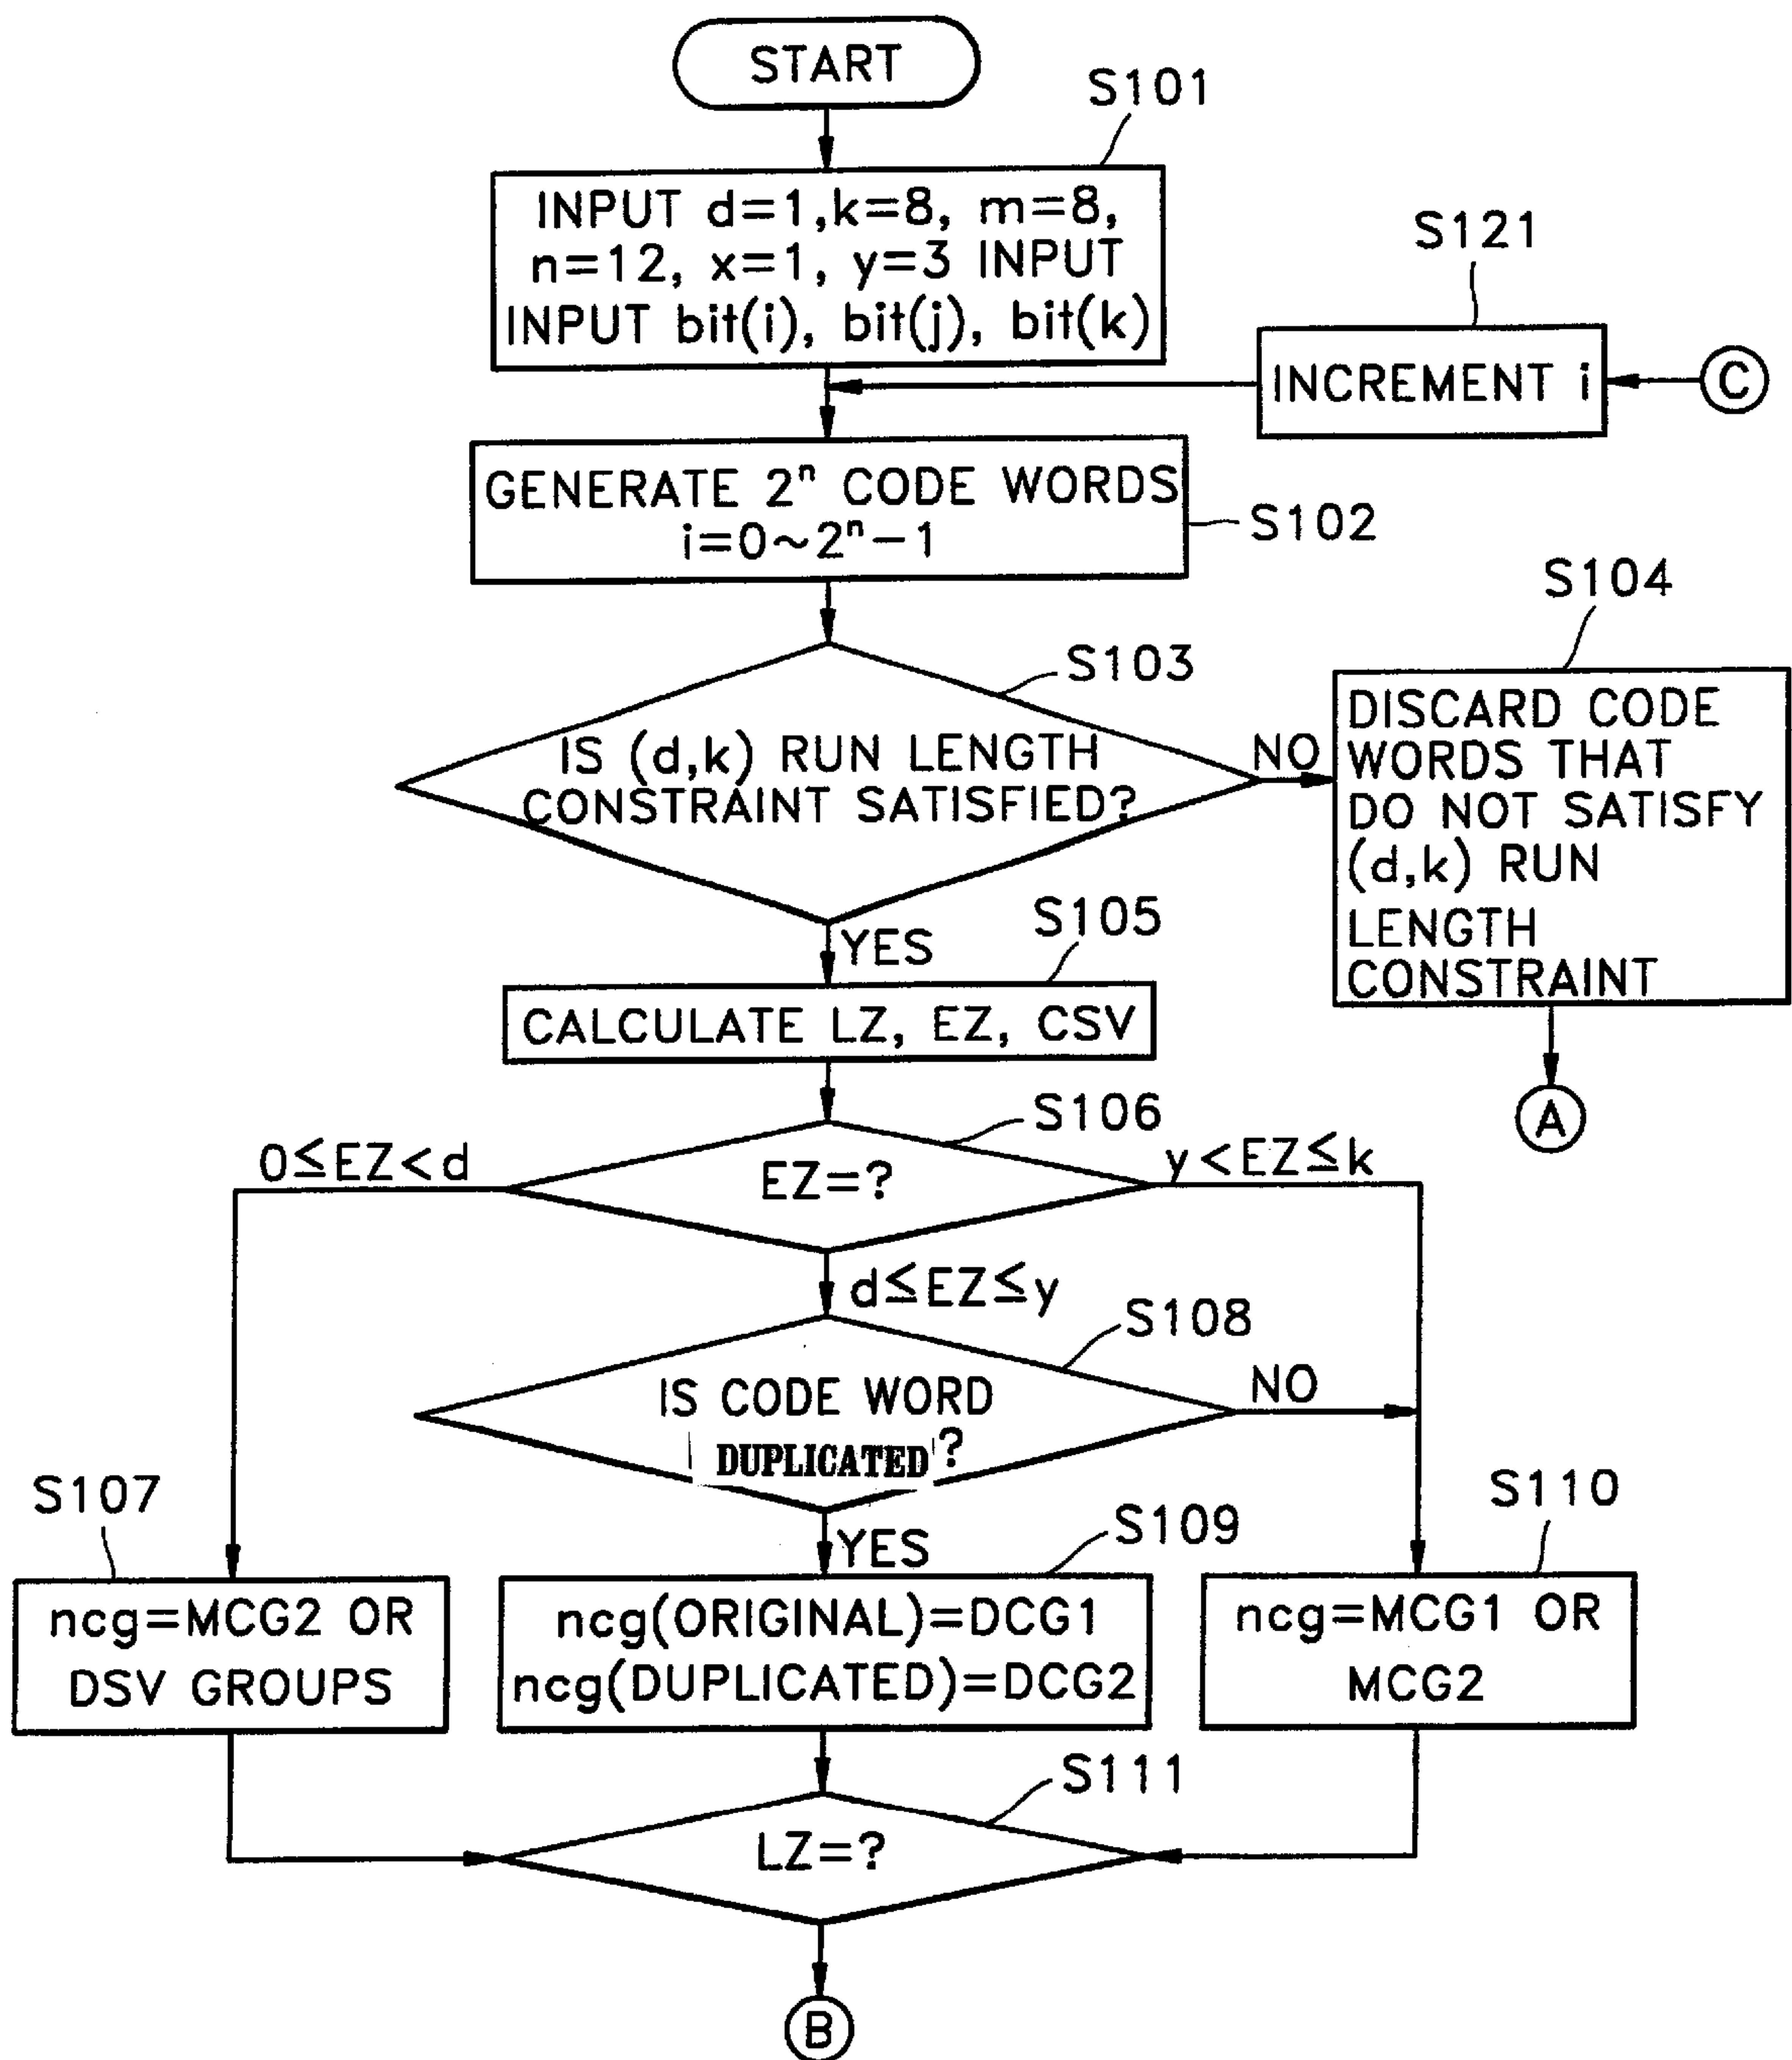 START
S101
INPUT d=1,k=8, m=8,
n=12, x=1, y=3 INPUT
INPUT bit(i), bit(j), bit(k)
S121
INCREMENT i
C
GENERATE 2ⁿ CODE WORDS
i=0~2ⁿ-1
S102
S103
IS (d,k) RUN LENGTH
CONSTRAINT SATISFIED?
NO
S104
DISCARD CODE
WORDS THAT
DO NOT SATISFY
(d,k) RUN
LENGTH
CONSTRAINT
A
YES
S105
CALCULATE LZ, EZ, CSV
S106
EZ=?
0≤EZ<d
y<EZ≤k
d≤EZ≤y
S108
IS CODE WORD
DUPLICATED?
NO
YES
S107
ncg=MCG2 OR
DSV GROUPS
S109
ncg(ORIGINAL)=DCG1
ncg(DUPLICATED)=DCG2
S110
ncg=MCG1 OR
MCG2
S111
LZ=?
B